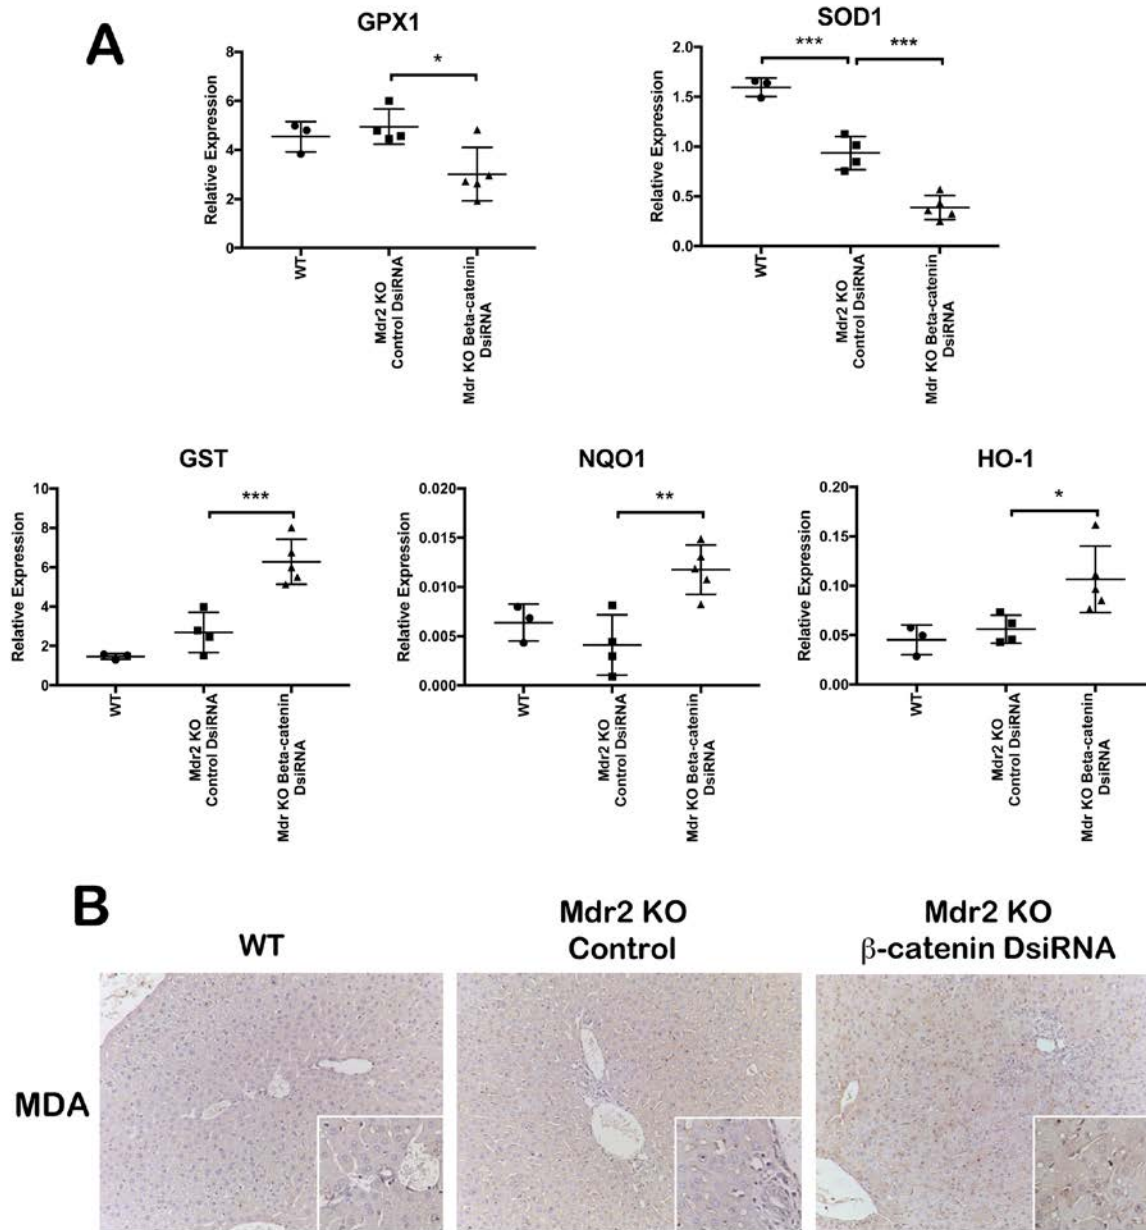 A
GPX1
Relative Expression
8
6
4
2
0
*
WT
Mdr2 KO
Control DsiRNA
Mdr KO Beta-catenin
DsiRNA
SOD1
Relative Expression
2.0
1.5
1.0
0.5
0.0
***
***
WT
Mdr2 KO
Control DsiRNA
Mdr KO Beta-catenin
DsiRNA
GST
Relative Expression
10
8
6
4
2
0
***
WT
Mdr2 KO
Control DsiRNA
Mdr KO Beta-catenin
DsiRNA
NQO1
Relative Expression
0.020
0.015
0.010
0.005
0.000
**
WT
Mdr2 KO
Control DsiRNA
Mdr KO Beta-catenin
DsiRNA
HO-1
Relative Expression
0.20
0.15
0.10
0.05
0.00
*
WT
Mdr2 KO
Control DsiRNA
Mdr KO Beta-catenin
DsiRNA
B
WT
Mdr2 KO
Control
Mdr2 KO
β-catenin DsiRNA
MDA